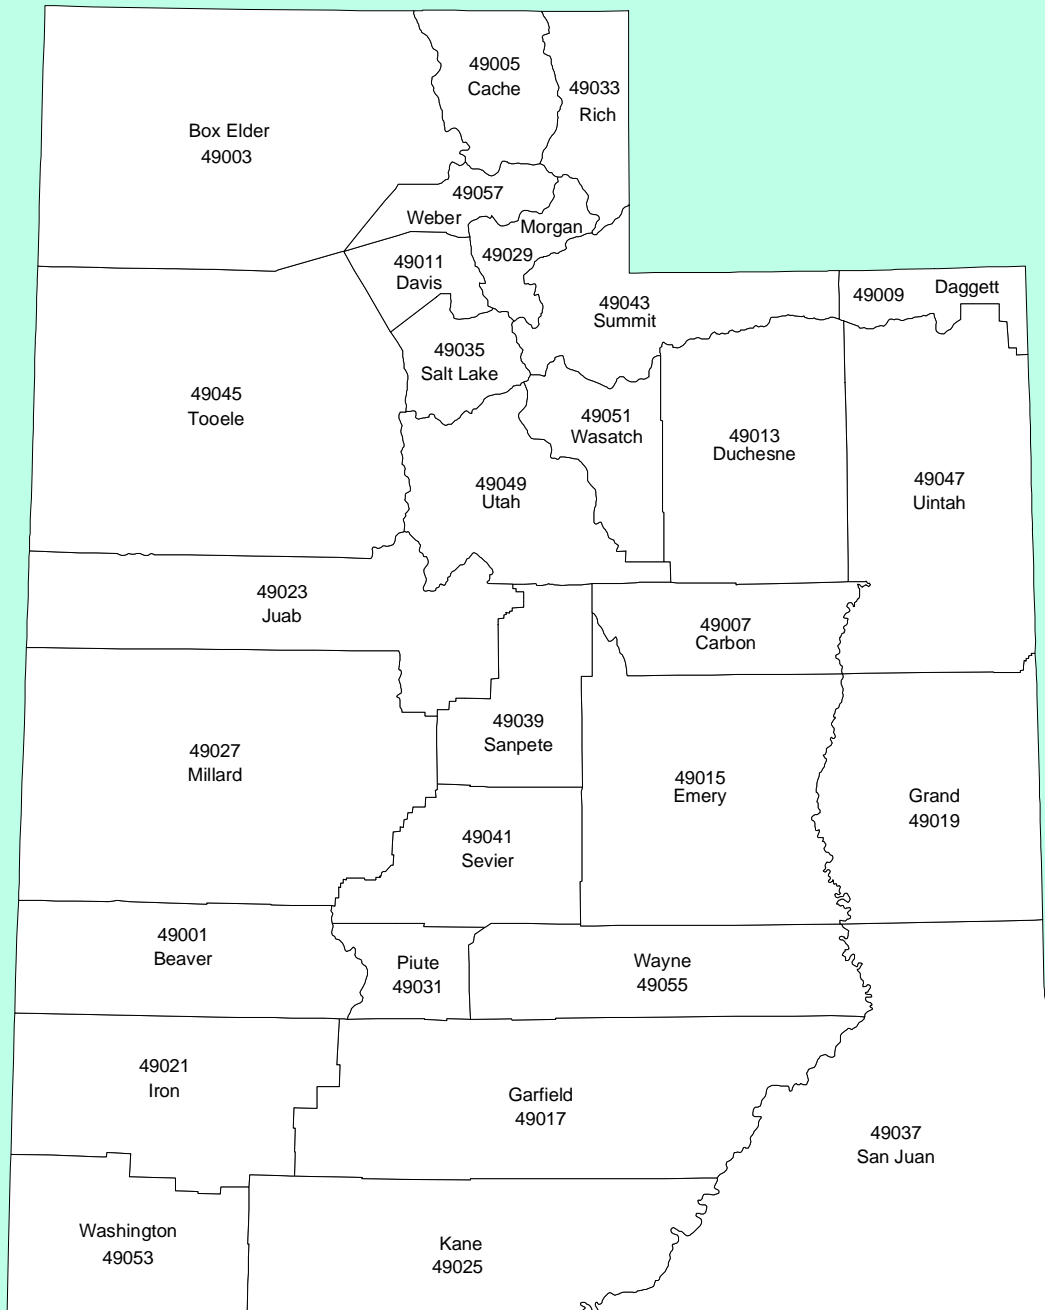 49005
Cache
49033
Rich
Box Elder
49003
49057
Weber
Morgan
49029
49011
Davis
49043
Summit
49009
Daggett
49035
Salt Lake
49045
Tooele
49051
Wasatch
49013
Duchesne
49047
Uintah
49049
Utah
49023
Juab
49007
Carbon
49039
Sanpete
49027
Millard
49015
Emery
Grand
49019
49041
Sevier
49001
Beaver
Piute
49031
Wayne
49055
49021
Iron
Garfield
49017
49037
San Juan
Washington
49053
Kane
49025